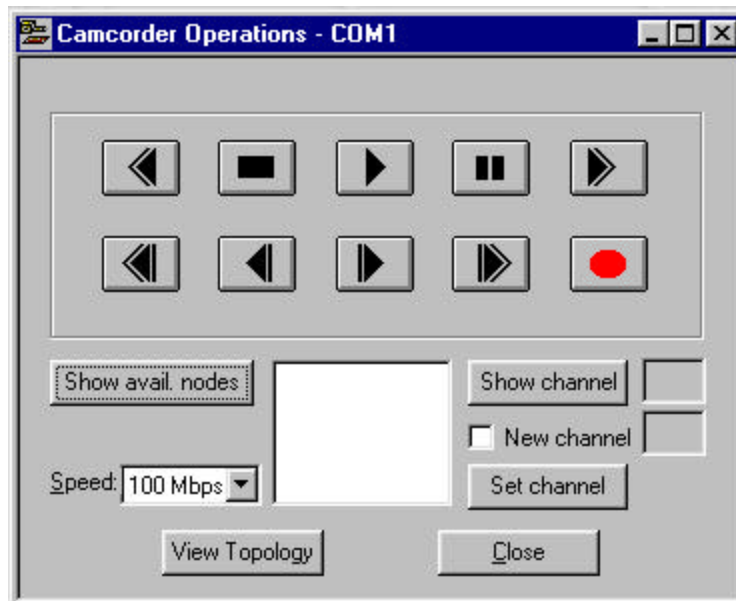 Camcorder Operations - COM1
Show avail. nodes
Show channel
New channel
Speed: 100 Mbps
Set channel
View Topology
Close